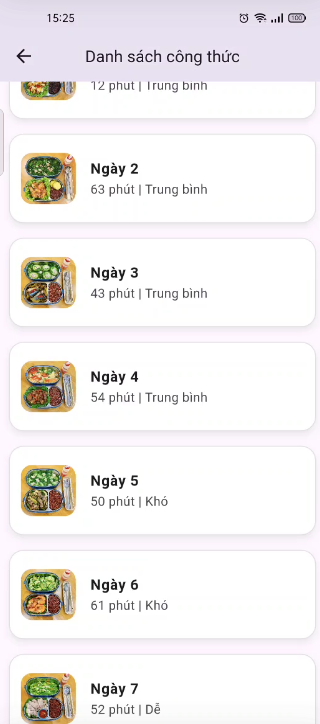 15:25
100
Danh sách công thức
12 phút | Trung bình
Ngày 2
63 phút | Trung bình
Ngày 3
43 phút | Trung bình
Ngày 4
54 phút | Trung bình
Ngày 5
50 phút | Khó
Ngày 6
61 phút | Khó
Ngày 7
52 phút | Dễ